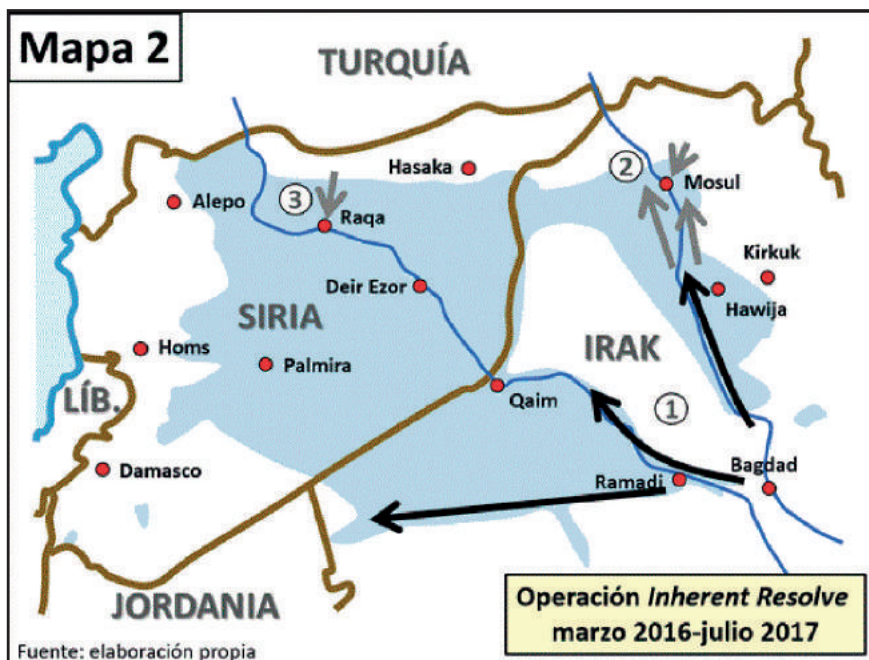 Mapa 2
TURQUÍA
Hasaka
2
Mosul
Alepo
3
Raqa
Kirkuk
Deir Ezor
Hawija
SIRIA
IRAK
Homs
Palmira
LÍB.
Qaim
1
Damasco
Ramadi
Bagdad
JORDANIA
Operación Inherent Resolve
marzo 2016-julio 2017
Fuente: elaboración propia